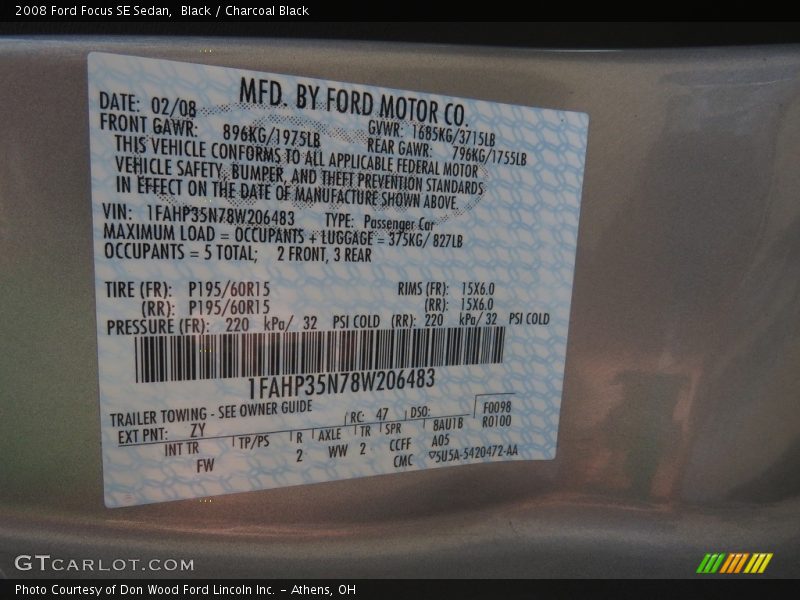 2008 Ford Focus SE Sedan,  Black / Charcoal Black
MFD. BY FORD MOTOR CO.
DATE: 02/08 GVWR: 1685KG/3715LB
FRONT GAWR: 896KG/1975LB REAR GAWR: 796KG/1755LB
THIS VEHICLE CONFORMS TO ALL APPLICABLE FEDERAL MOTOR
VEHICLE SAFETY, BUMPER, AND THEFT PREVENTION STANDARDS
IN EFFECT ON THE DATE OF MANUFACTURE SHOWN ABOVE.
VIN: 1FAHP35N78W206483 TYPE: Passenger Car
MAXIMUM LOAD = OCCUPANTS + LUGGAGE = 375KG/ 827LB
OCCUPANTS = 5 TOTAL; 2 FRONT, 3 REAR
TIRE (FR): P195/60R15 RIMS (FR): 15X6.0
(RR): P195/60R15 (RR): 15X6.0
PRESSURE (FR): 220 kPa/ 32 PSI COLD (RR): 220 kPa/ 32 PSI COLD
1FAHP35N78W206483
TRAILER TOWING - SEE OWNER GUIDE RC: 47 DSO: F0098
EXT PNT: ZY R0100
INT TR TP/PS R AXLE TR SPR 8AU18
FW 2 WW 2 CCFF A05
CMC ▽5U5A-5420472-AA
GTCARLOT.COM
Photo Courtesy of Don Wood Ford Lincoln Inc. – Athens, OH